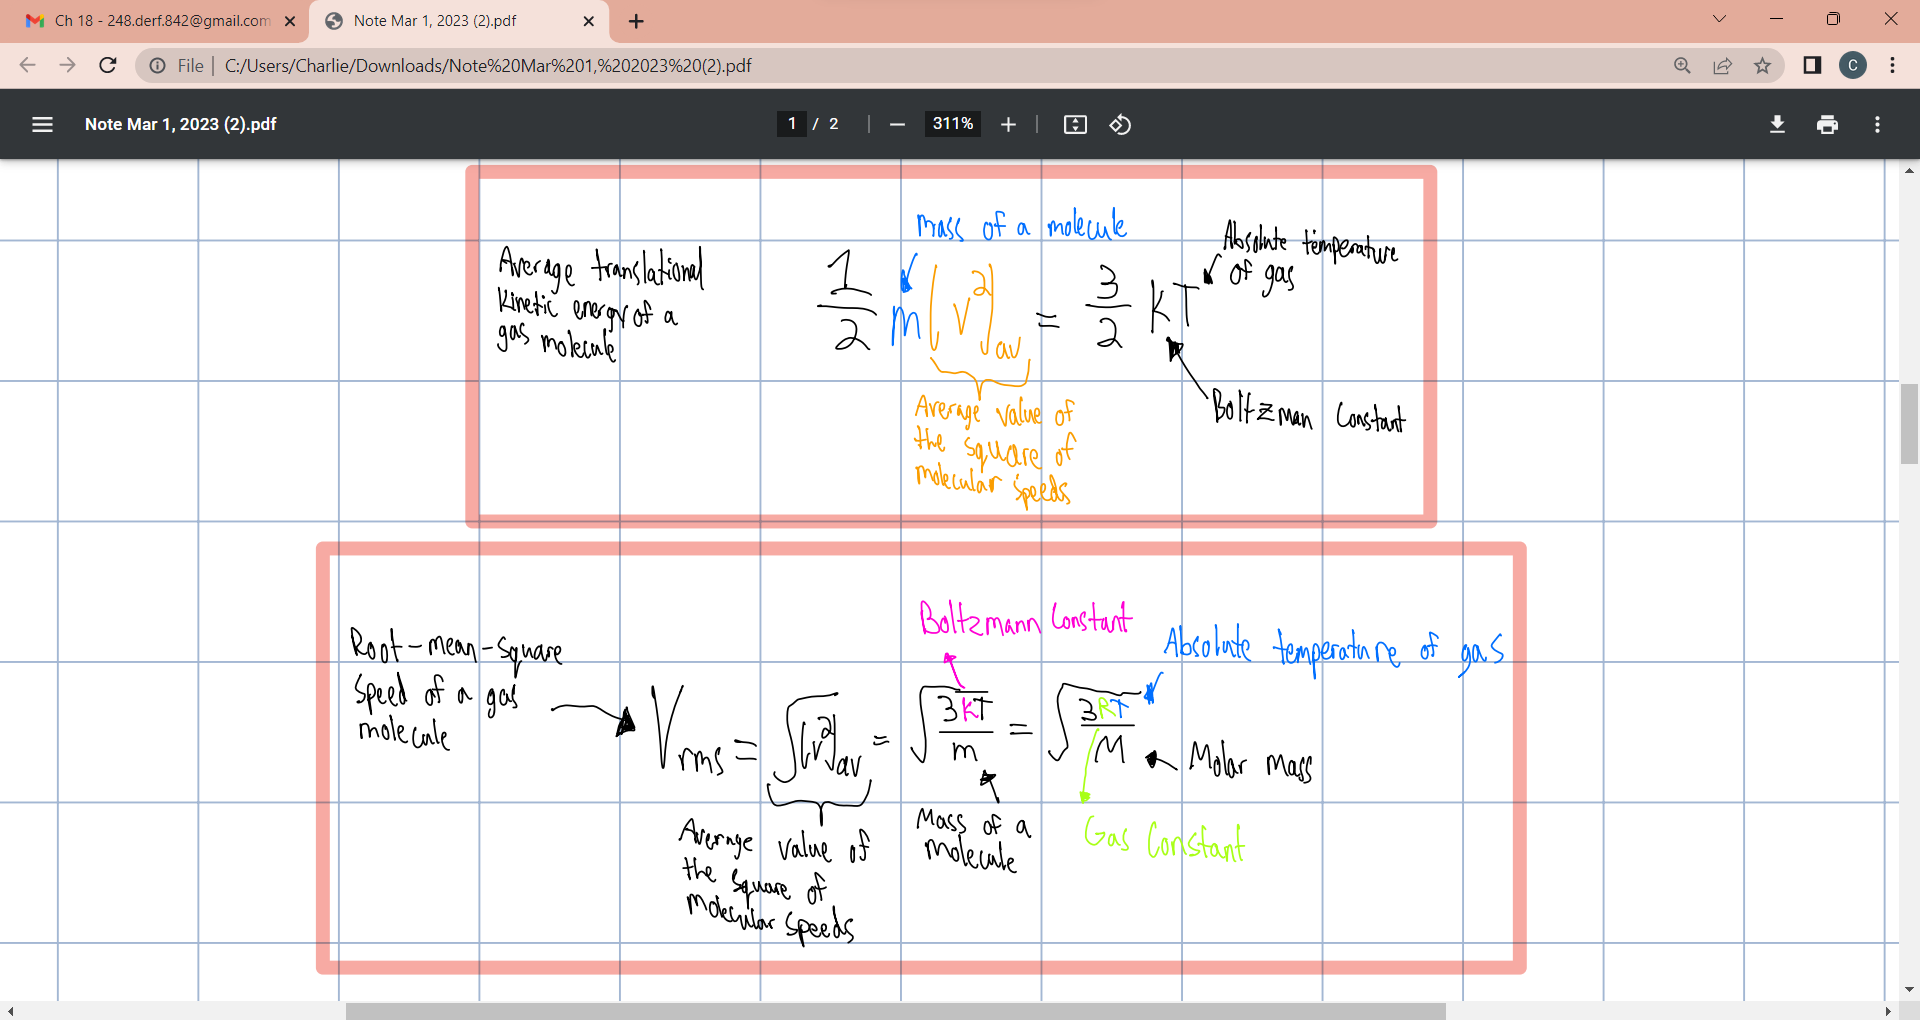 Ch 18 - 248.derf.842@gmail.com
Note Mar 1, 2023 (2).pdf
File | C:/Users/Charlie/Downloads/Note%20Mar%201,%202023%20(2).pdf
C
Note Mar 1, 2023 (2).pdf
1 / 2
311%
Average translational
kinetic energy of a
gas molecule
mass of a molecule
Absolute temperature
of gas
1/2 m(v²)av = 3/2 kT
Boltzman Constant
Average value of
the square of
molecular speeds
Root-mean-square
speed of a gas
molecule
Boltzmann Constant
Absolute temperature of gas
Vrms = √(v²)av = √3kT/m = √3RT/M
Molar mass
Mass of a
molecule
Gas Constant
Average value of
the square of
molecular speeds